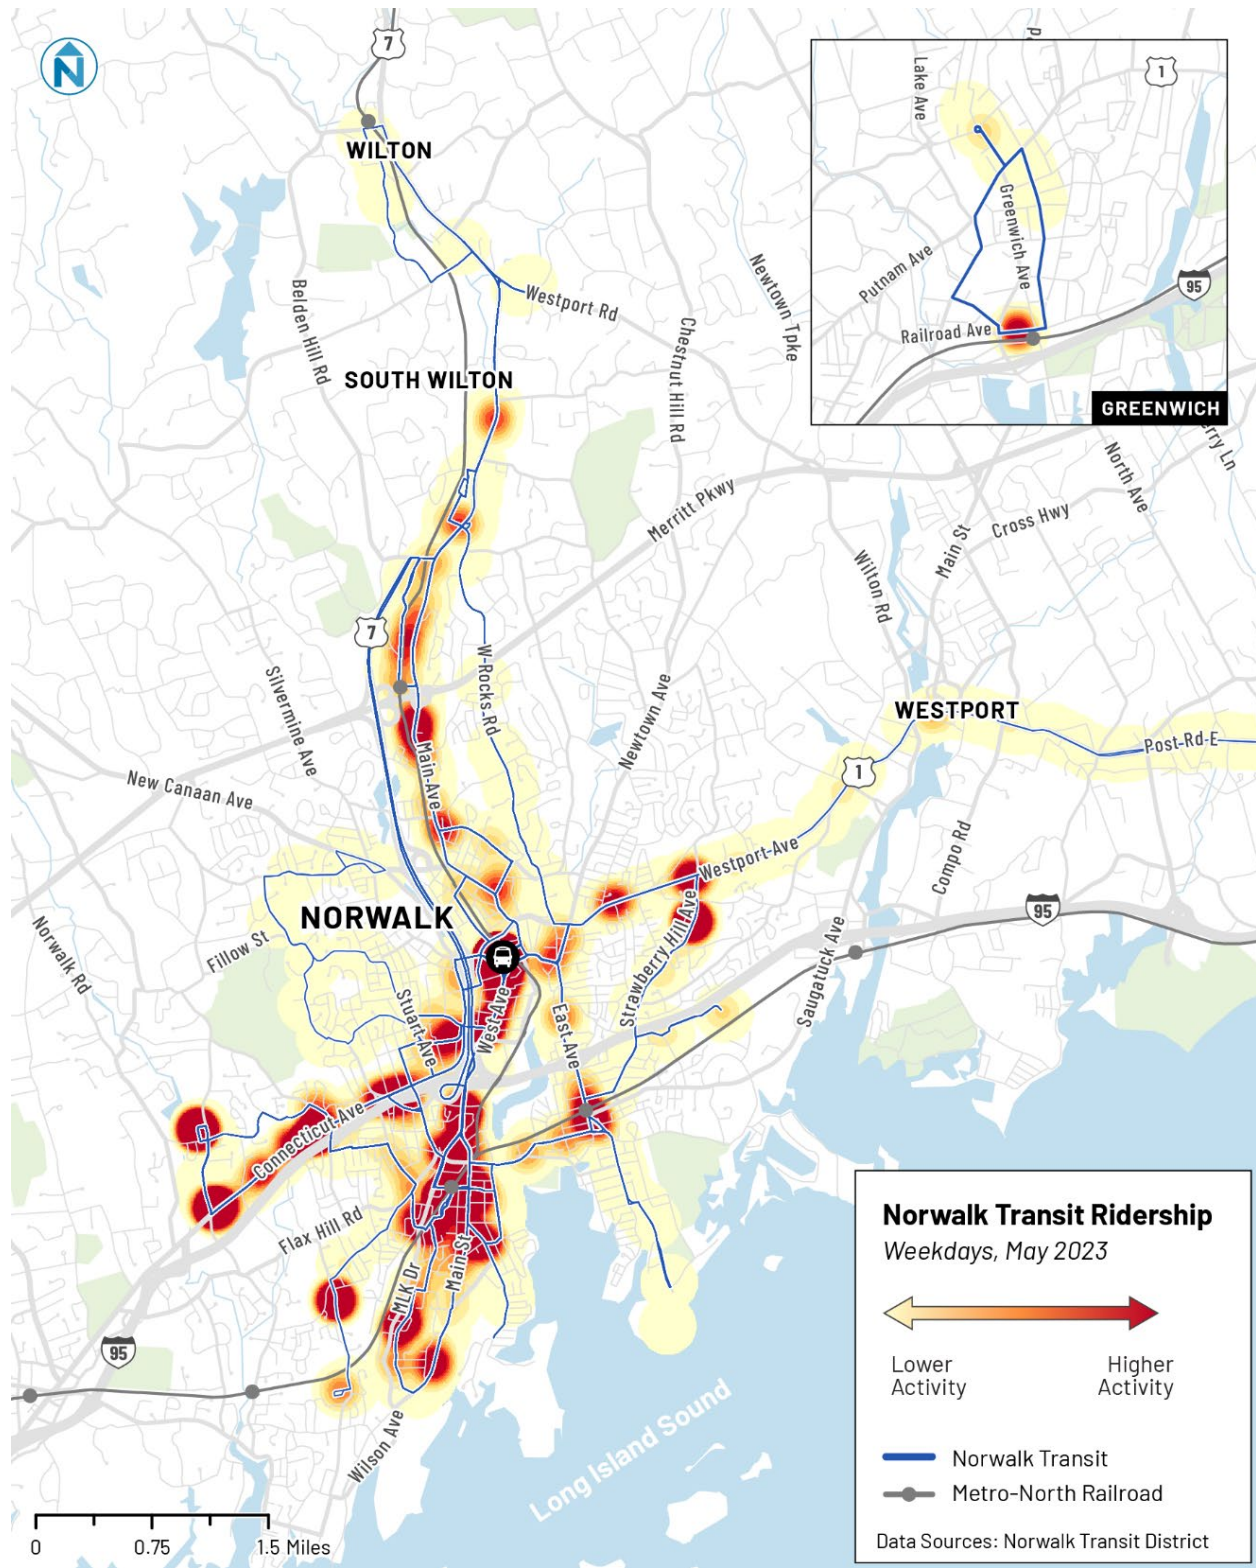 7
N
WILTON
Lake Ave
1
Greenwich Ave
Putnam Ave
95
Railroad Ave
GREENWICH
Belden Hill Rd
Westport Rd
Newtown Tpke
Chestnut Hill Rd
SOUTH WILTON
North Ave
Merritt Pkwy
Cross Hwy
Main St
Wilton Rd
7
W Rocks Rd
Silvermine Ave
Newtown Ave
WESTPORT
Post Rd E
Main Ave
New Canaan Ave
1
Westport Ave
Compo Rd
NORWALK
95
Norwalk Rd
Fillow St
Strawberry Hill Ave
Saugatuck Ave
Stuart Ave
West Ave
East Ave
Connecticut Ave
Flax Hill Rd
MLK Dr
Main St
95
Wilson Ave
Long Island Sound
Norwalk Transit Ridership
Weekdays, May 2023
Lower Activity
Higher Activity
Norwalk Transit
Metro-North Railroad
Data Sources: Norwalk Transit District
0 0.75 1.5 Miles